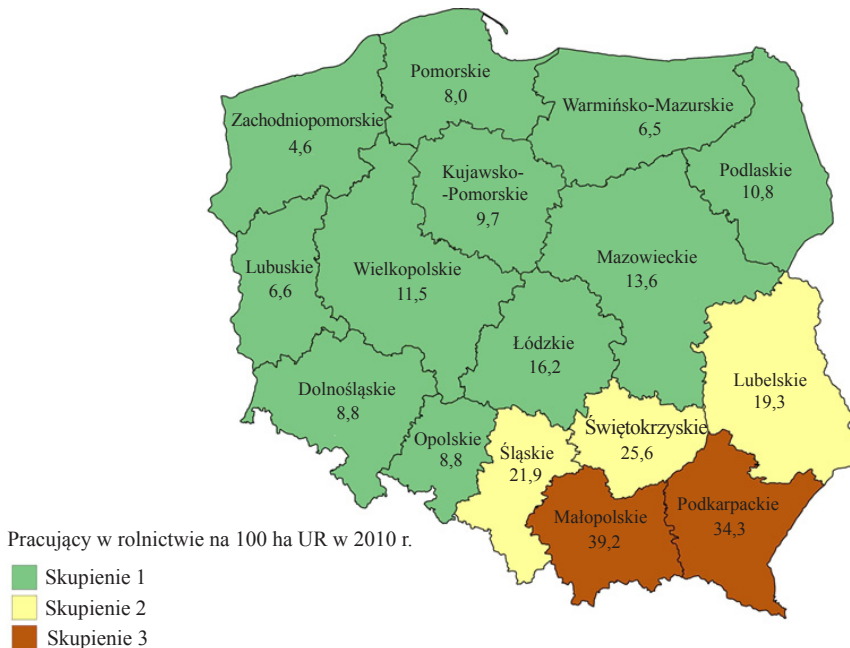 Pomorskie
8,0
Warmińsko-Mazurskie
6,5
Zachodniopomorskie
4,6
Podlaskie
10,8
Kujawsko-
-Pomorskie
9,7
Lubuskie
6,6
Wielkopolskie
11,5
Mazowieckie
13,6
Łódzkie
16,2
Lubelskie
19,3
Dolnośląskie
8,8
Opolskie
8,8
Śląskie
21,9
Świętokrzyskie
25,6
Małopolskie
39,2
Podkarpackie
34,3
Pracujący w rolnictwie na 100 ha UR w 2010 r.
Skupienie 1
Skupienie 2
Skupienie 3